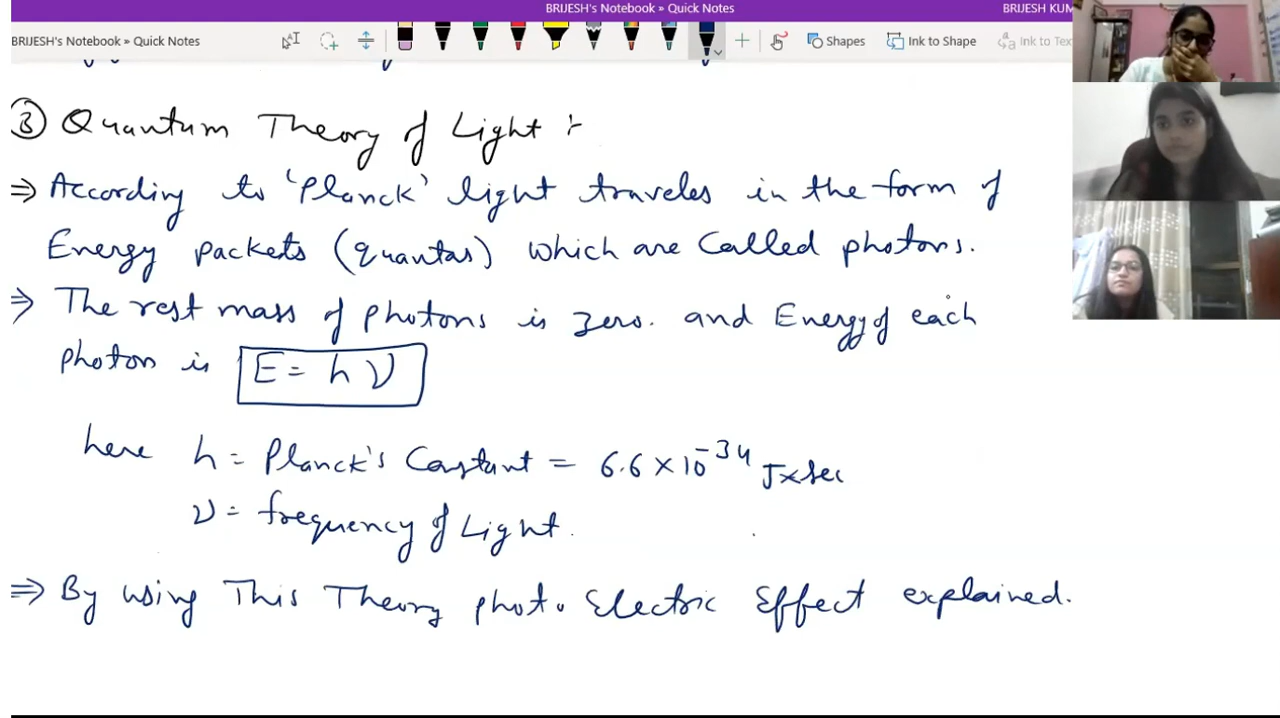 BRIJESH's Notebook » Quick Notes
BRIJESH KUM
BRIJESH's Notebook » Quick Notes
Shapes
Ink to Shape
Ink to Tex
③ Quantum Theory of Light :-
⇒ According to 'Planck' light traveles in the form of
Energy packets (quantas) which are Called photons.
⇒ The rest mass of photons is zero. and Energy of each
photon is E = hν
here h = Planck's Constant = 6.6 × 10⁻³⁴ J×sec
ν = frequency of Light.
⇒ By using This Theory photo Electric Effect explained.